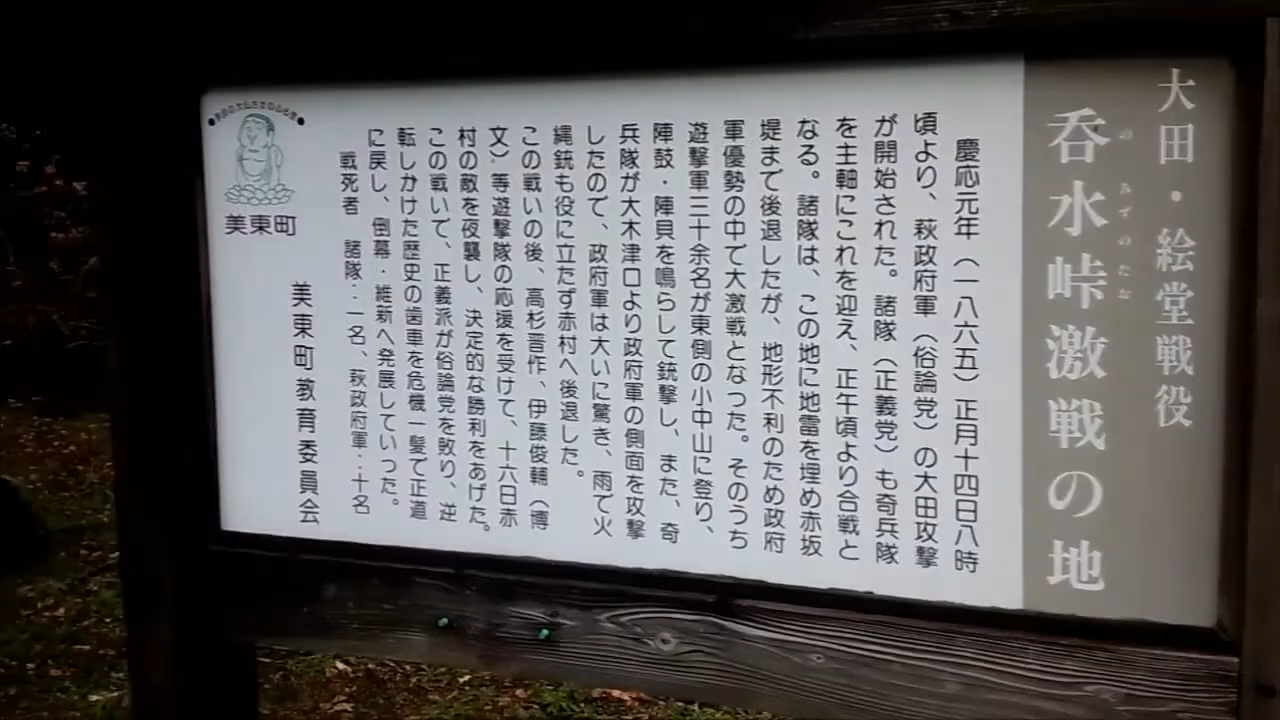 大田・絵堂戦役
呑水峠激戦の地
の みずのたお
慶応元年（一八六五）正月十四日八時
頃より、萩政府軍（俗論党）の大田攻撃
が開始された。諸隊（正義党）も奇兵隊
を主軸にこれを迎え、正午頃より合戦と
なる。諸隊は、この地に地雷を埋め赤坂
堤まで後退したが、地形不利のため政府
軍優勢の中で大激戦となった。そのうち
遊撃軍三十余名が東側の小中山に登り、
陣鼓・陣貝を鳴らして銃撃し、また、奇
兵隊が大木津口より政府軍の側面を攻撃
したので、政府軍は大いに驚き、雨で火
縄銃も役に立たず赤村へ後退した。
この戦いの後、高杉晋作、伊藤俊輔（博
文）等遊撃隊の応援を受けて、十六日赤
村の敵を夜襲し、決定的な勝利をあげた。
この戦いで、正義派が俗論党を敗り、逆
転しかけた歴史の歯車を危機一髪で正道
に戻し、倒幕・維新へ発展していった。
戦死者 諸隊‥一名、萩政府軍‥十名
美東町教育委員会
美東町